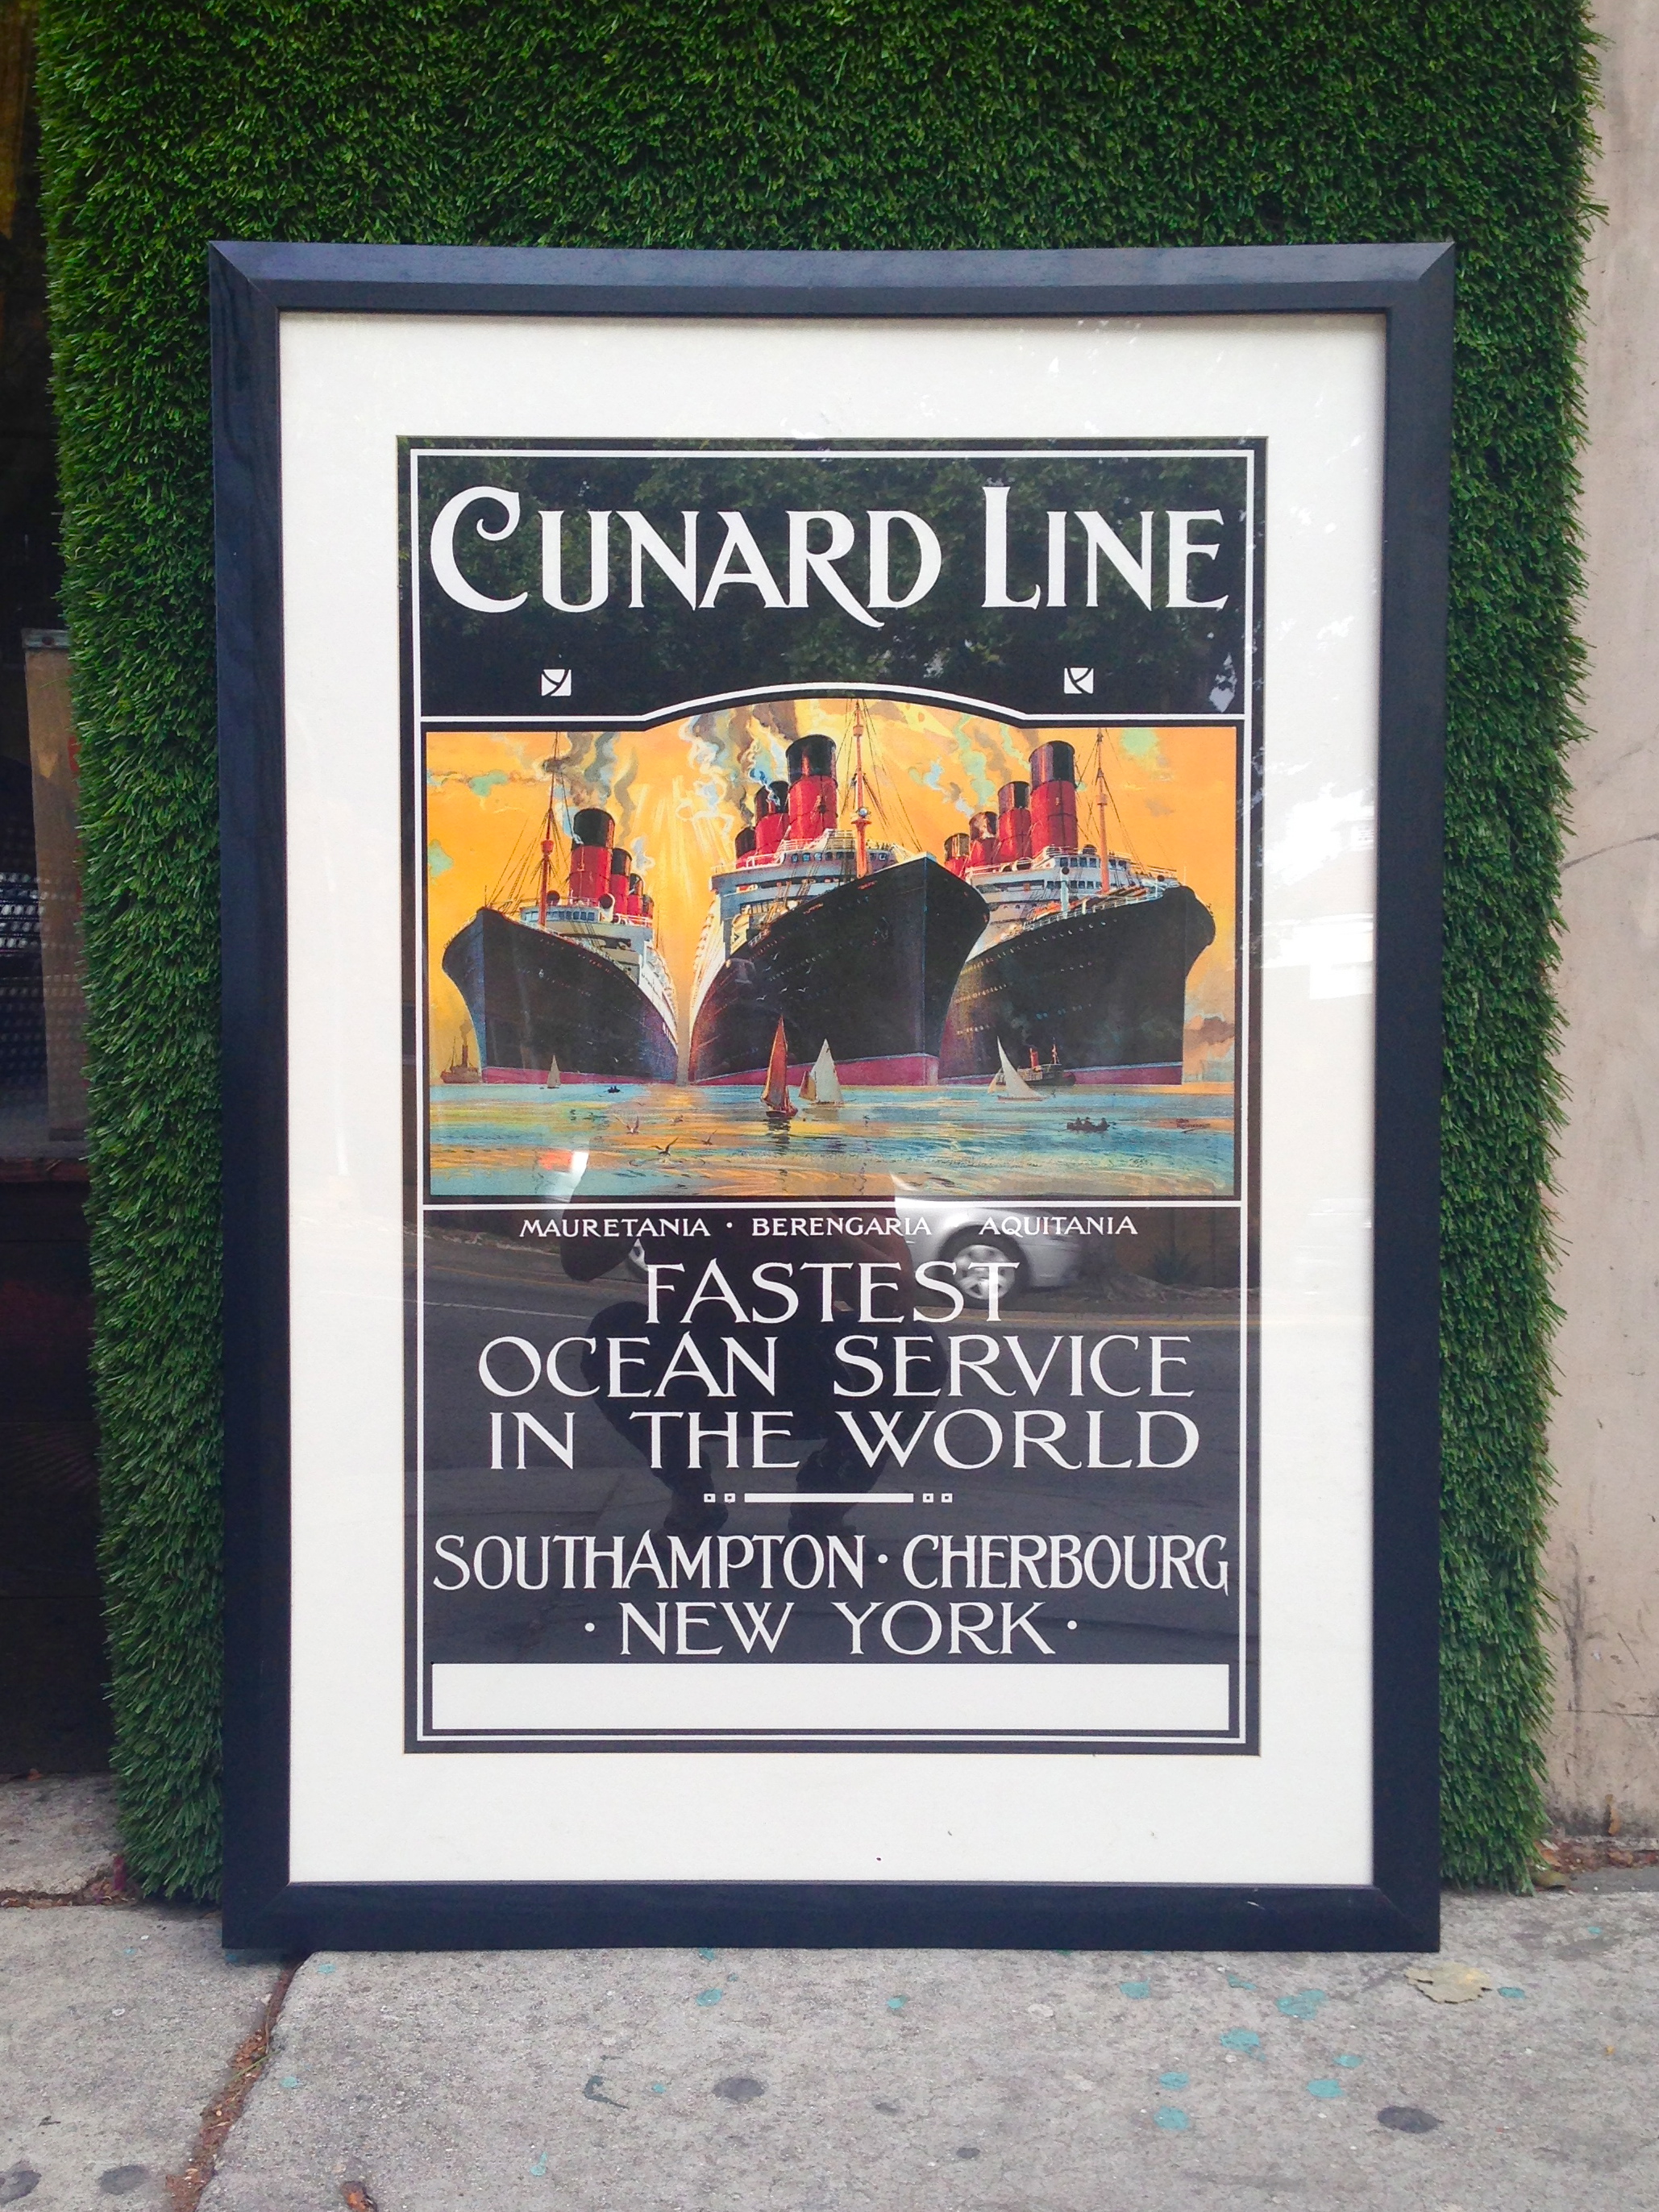 CUNARD LINE
MAURETANIA · BERENGARIA · AQUITANIA
FASTEST
OCEAN SERVICE
IN THE WORLD
SOUTHAMPTON · CHERBOURG
· NEW YORK ·